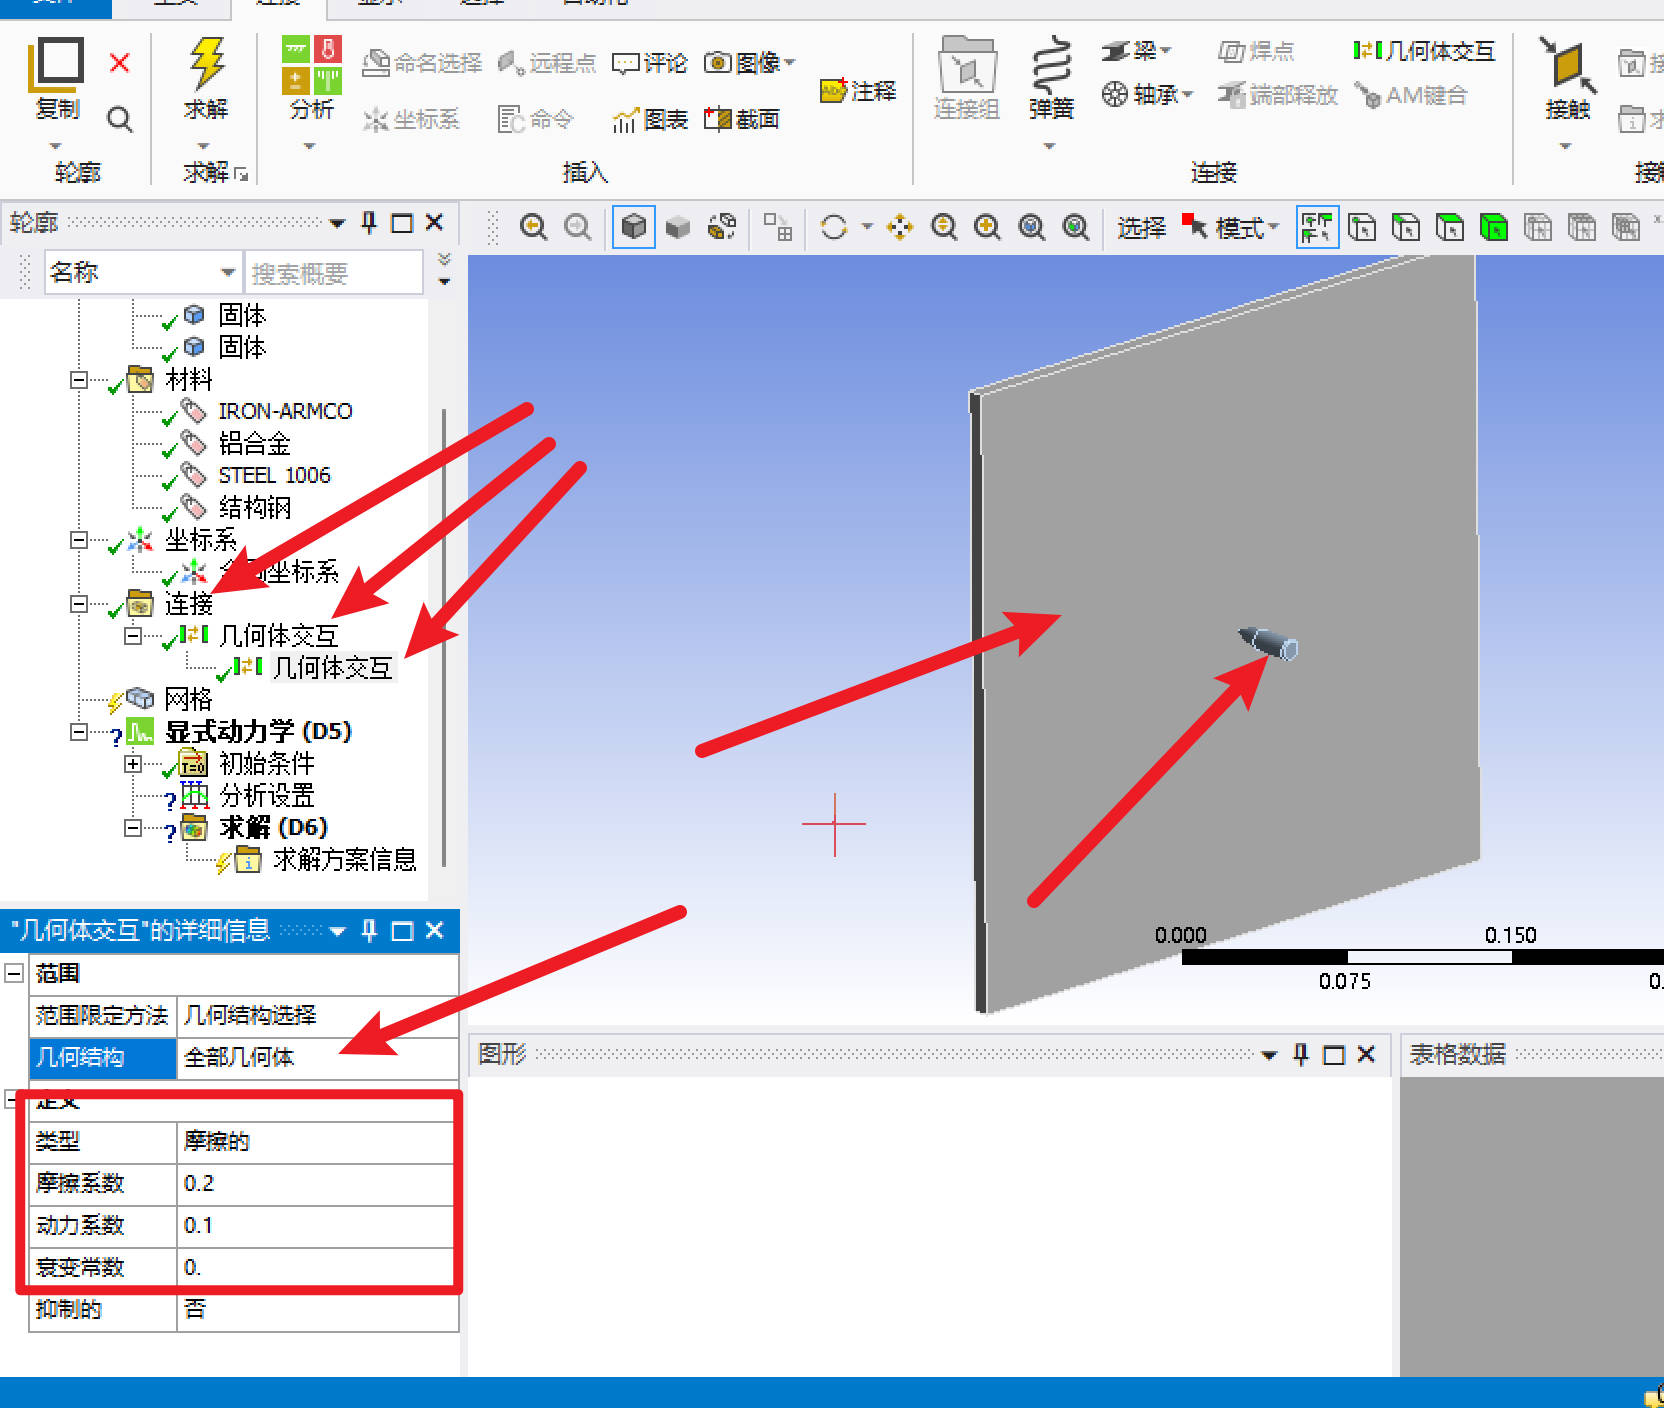 连接
复制
求解
分析
命名选择
远程点
评论
图像
坐标系
命令
图表
截面
注释
连接组
弹簧
梁
焊点
几何体交互
轴承
端部释放
AM键合
接触
轮廓
求解
插入
连接
轮廓
选择
模式
名称
搜索概要
固体
固体
材料
IRON-ARMCO
铝合金
STEEL 1006
结构钢
坐标系
坐标系
连接
几何体交互
几何体交互
网格
显式动力学 (D5)
初始条件
分析设置
求解 (D6)
求解方案信息
0.000
0.150
0.075
"几何体交互"的详细信息
范围
范围限定方法 几何结构选择
几何结构 全部几何体
定义
类型 摩擦的
摩擦系数 0.2
动力系数 0.1
衰变常数 0.
抑制的 否
图形
表格数据